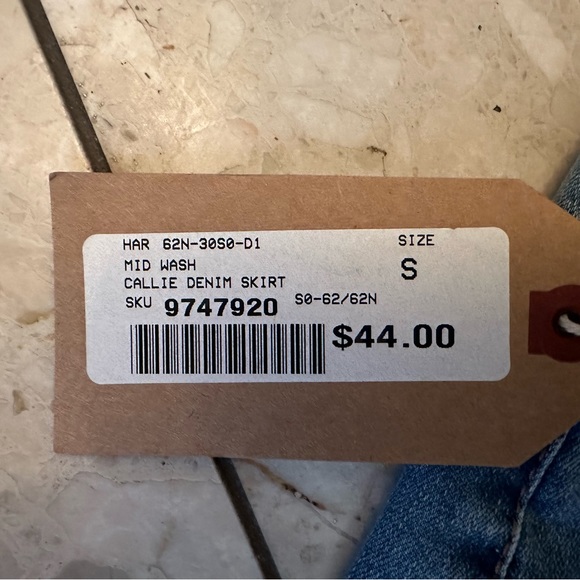 HAR 62N-30S0-D1 SIZE
MID WASH S
CALLIE DENIM SKIRT
SKU 9747920 S0-62/62N
$44.00